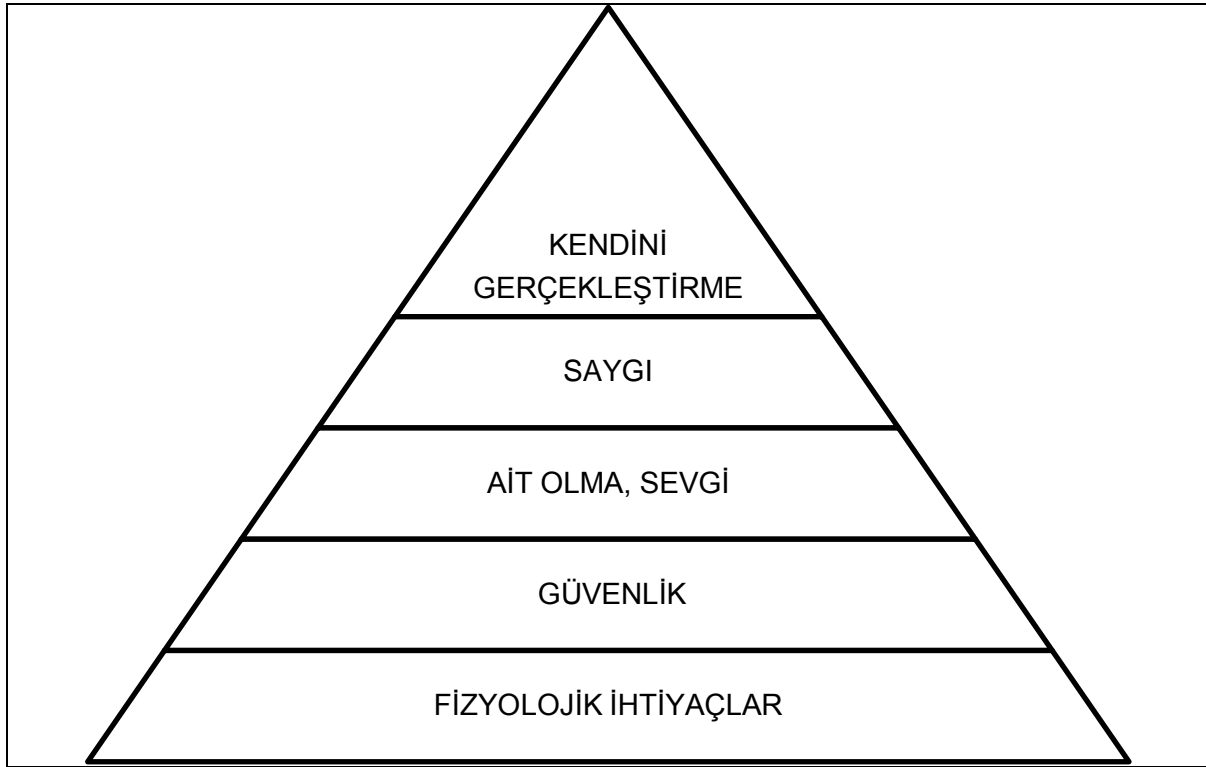 KENDİNİ
GERÇEKLEŞTİRME
SAYGI
AİT OLMA, SEVGİ
GÜVENLİK
FİZYOLOJİK İHTİYAÇLAR